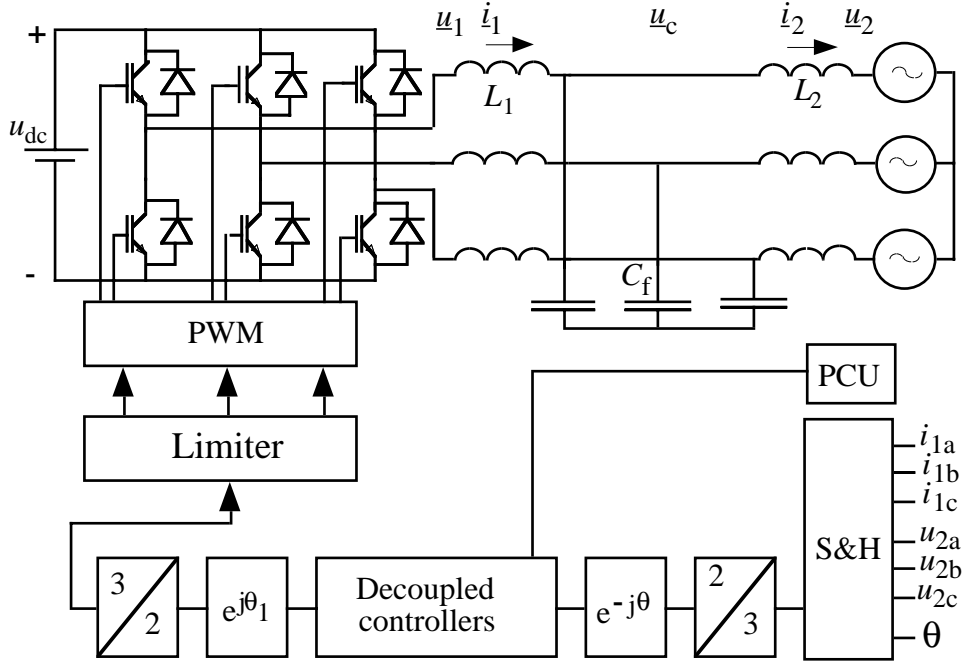 +
u1 i1 uc i2 u2
L1 L2
udc
-
Cf
PWM
PCU
Limiter
i1a
i1b
i1c
S&H
u2a
u2b
u2c
θ
3
2
ejθ1
Decoupled
controllers
e-jθ
2
3